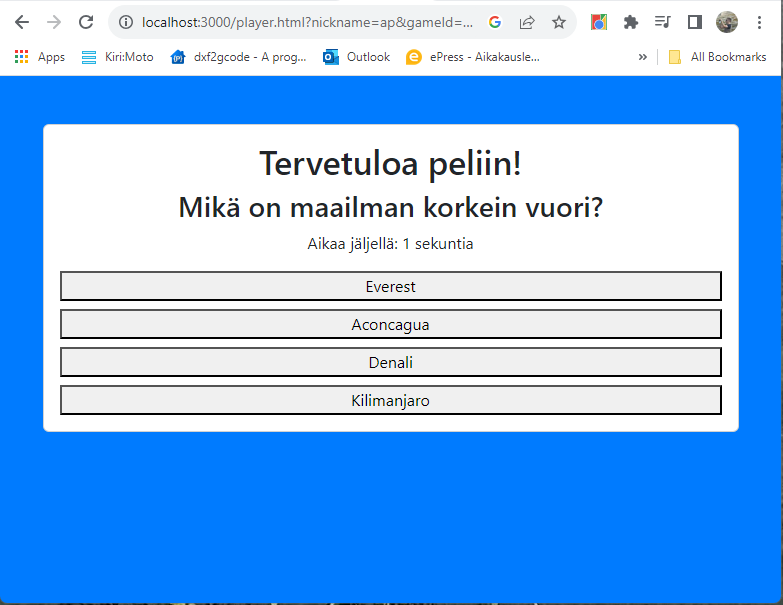 localhost:3000/player.html?nickname=ap&gameId=...
Apps Kiri:Moto dxf2gcode - A prog... Outlook ePress - Aikakausle... » All Bookmarks
Tervetuloa peliin!
Mikä on maailman korkein vuori?
Aikaa jäljellä: 1 sekuntia
Everest
Aconcagua
Denali
Kilimanjaro